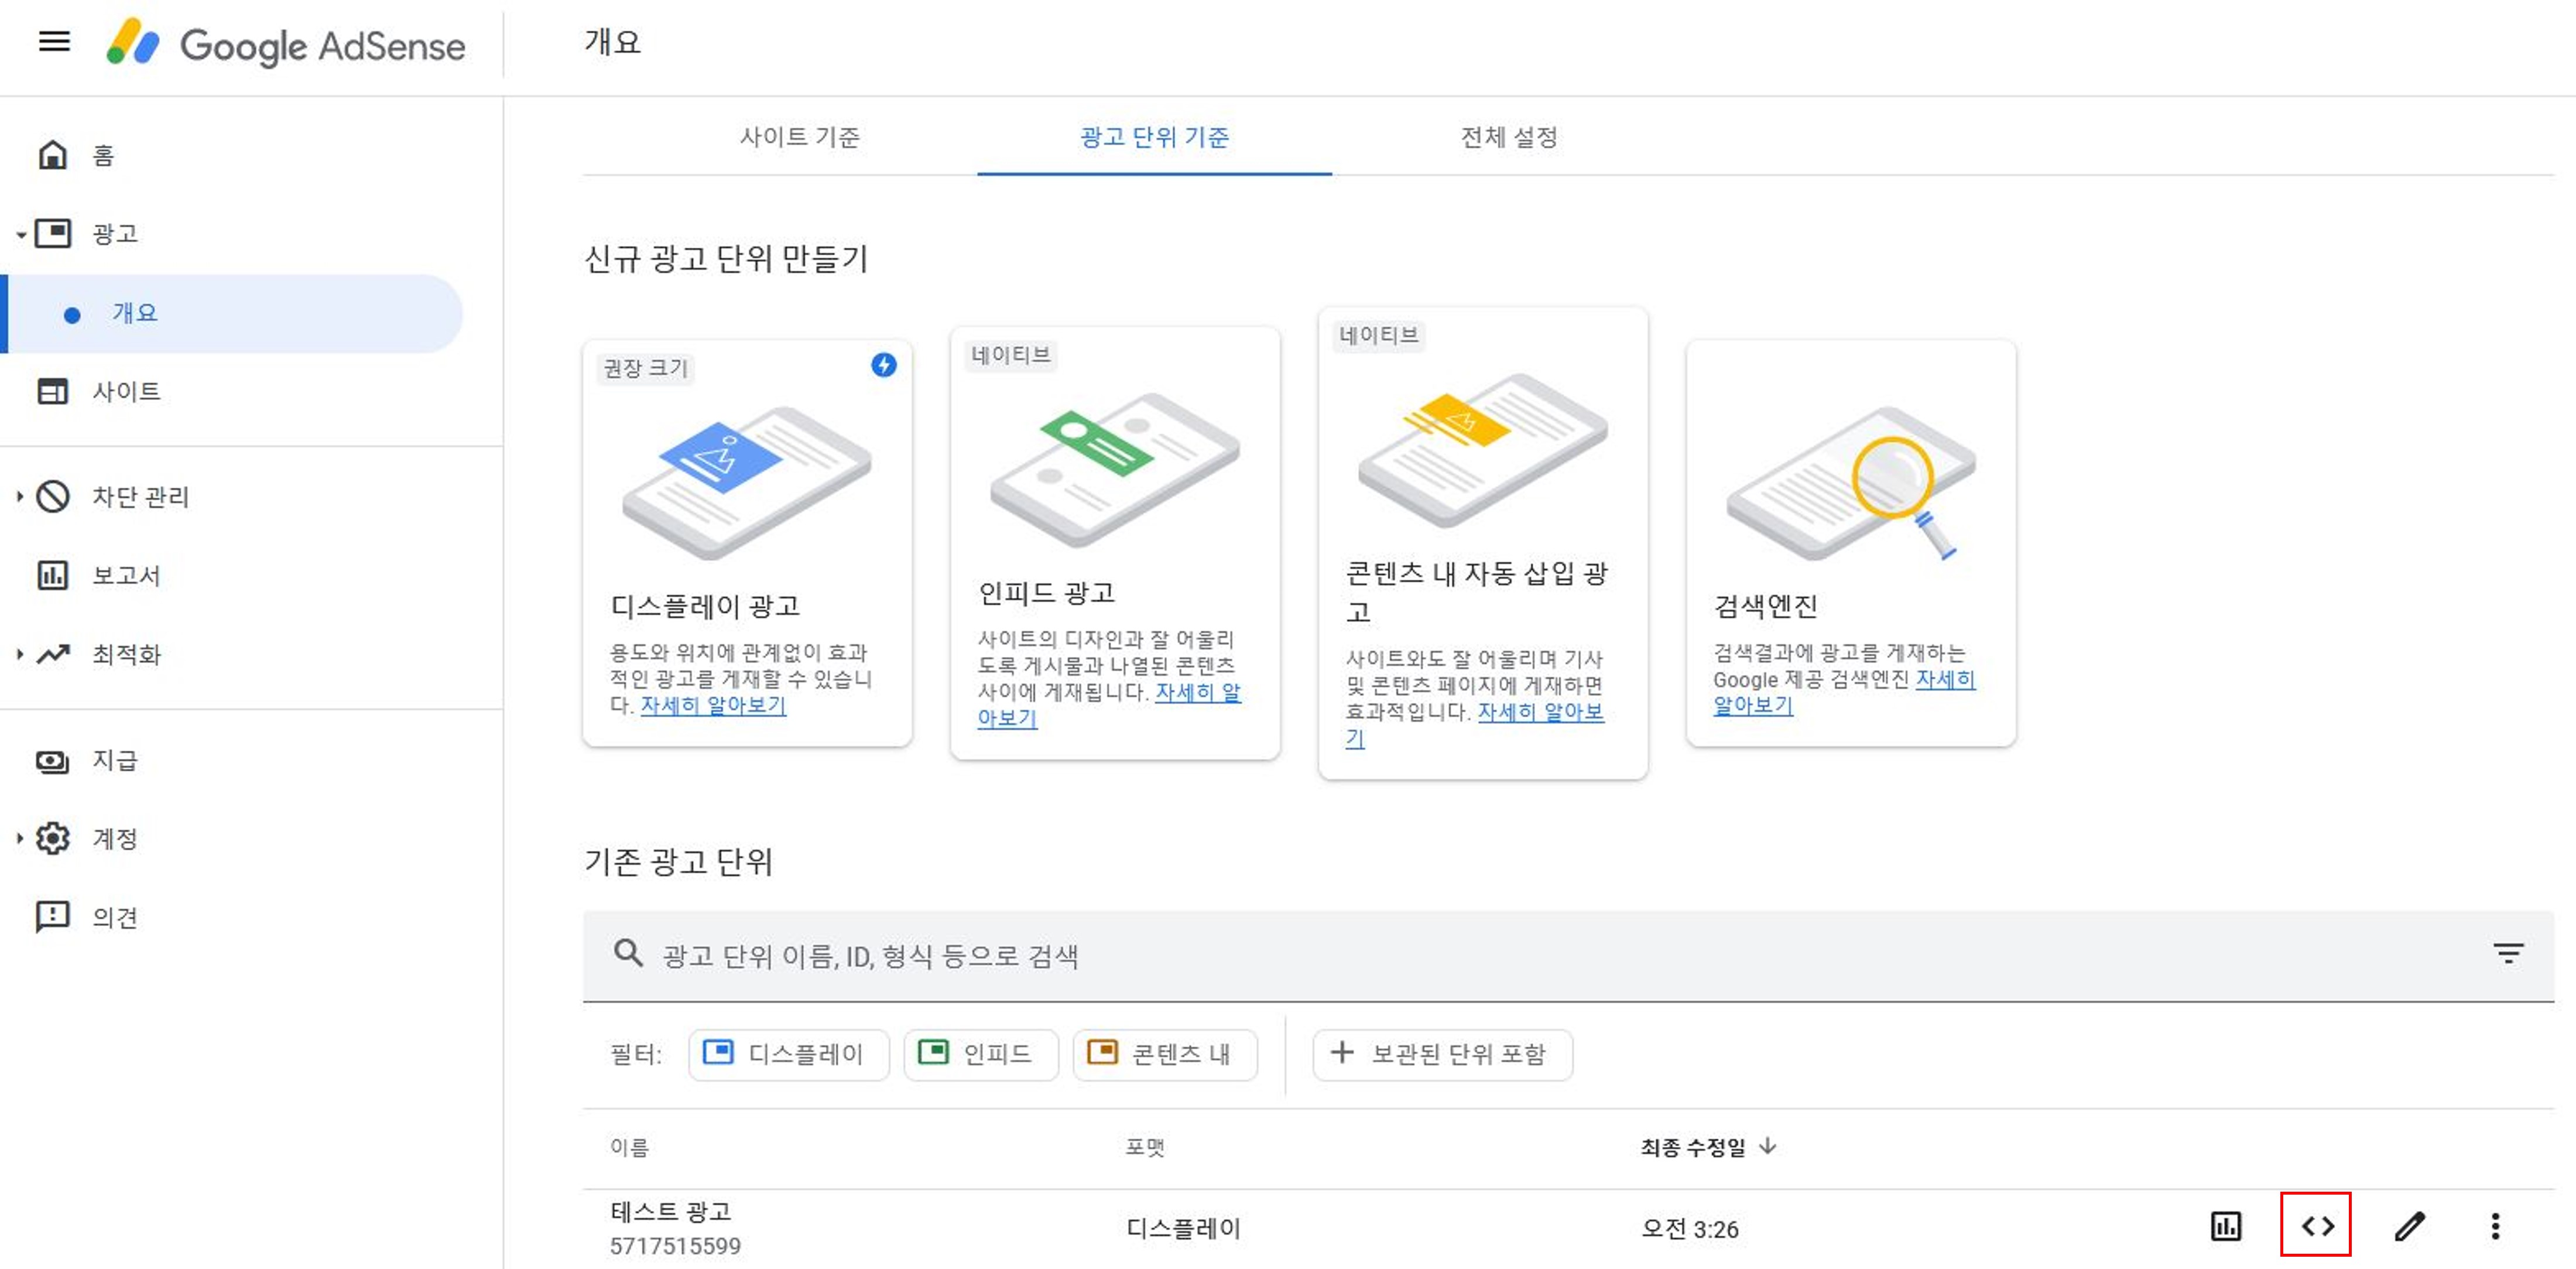 Google AdSense
개요
홈
광고
개요
사이트
차단 관리
보고서
최적화
지급
계정
의견
사이트 기준
광고 단위 기준
전체 설정
신규 광고 단위 만들기
권장 크기
디스플레이 광고
용도와 위치에 관계없이 효과
적인 광고를 게재할 수 있습니
다. 자세히 알아보기
네이티브
인피드 광고
사이트의 디자인과 잘 어울리
도록 게시물과 나열된 콘텐츠
사이에 게재됩니다. 자세히 알
아보기
네이티브
콘텐츠 내 자동 삽입 광
고
사이트와도 잘 어울리며 기사
및 콘텐츠 페이지에 게재하면
효과적입니다. 자세히 알아보
기
검색엔진
검색결과에 광고를 게재하는
Google 제공 검색엔진 자세히
알아보기
기존 광고 단위
광고 단위 이름, ID, 형식 등으로 검색
필터: 디스플레이 인피드 콘텐츠 내 보관된 단위 포함
이름 포맷 최종 수정일
테스트 광고
5717515599
디스플레이
오전 3:26